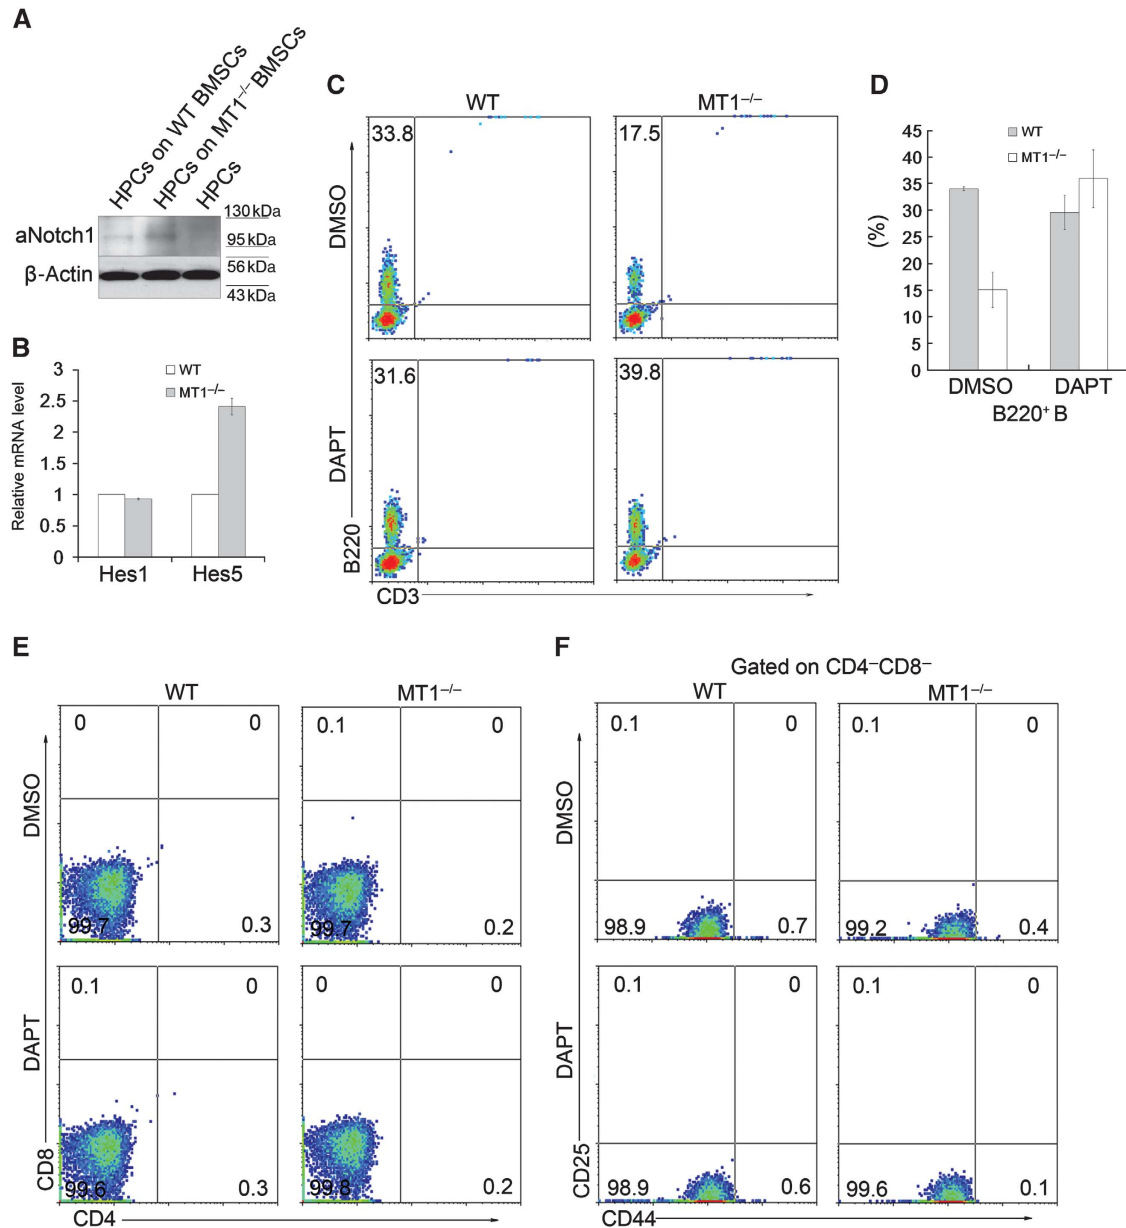 A
HPCs on WT BMSCs
HPCs on MT1–/– BMSCs
HPCs
130 kDa
aNotch1
95 kDa
56 kDa
β-Actin
43 kDa
B
WT
MT1–/–
Relative mRNA level
3
2.5
2
1.5
1
0.5
0
Hes1
Hes5
C
WT
MT1–/–
DMSO
33.8
17.5
DAPT
31.6
39.8
B220
CD3
D
WT
MT1–/–
(%)
45
40
35
30
25
20
15
10
5
0
DMSO
DAPT
B220+ B
E
WT
MT1–/–
DMSO
0
0
0.1
0
99.7
0.3
99.7
0.2
DAPT
0.1
0
0
0
99.6
0.3
99.8
0.2
CD8
CD4
F
Gated on CD4–CD8–
WT
MT1–/–
DMSO
0.1
0
0.1
0
98.9
0.7
99.2
0.4
DAPT
0.1
0
0.1
0
98.9
0.6
99.6
0.1
CD25
CD44